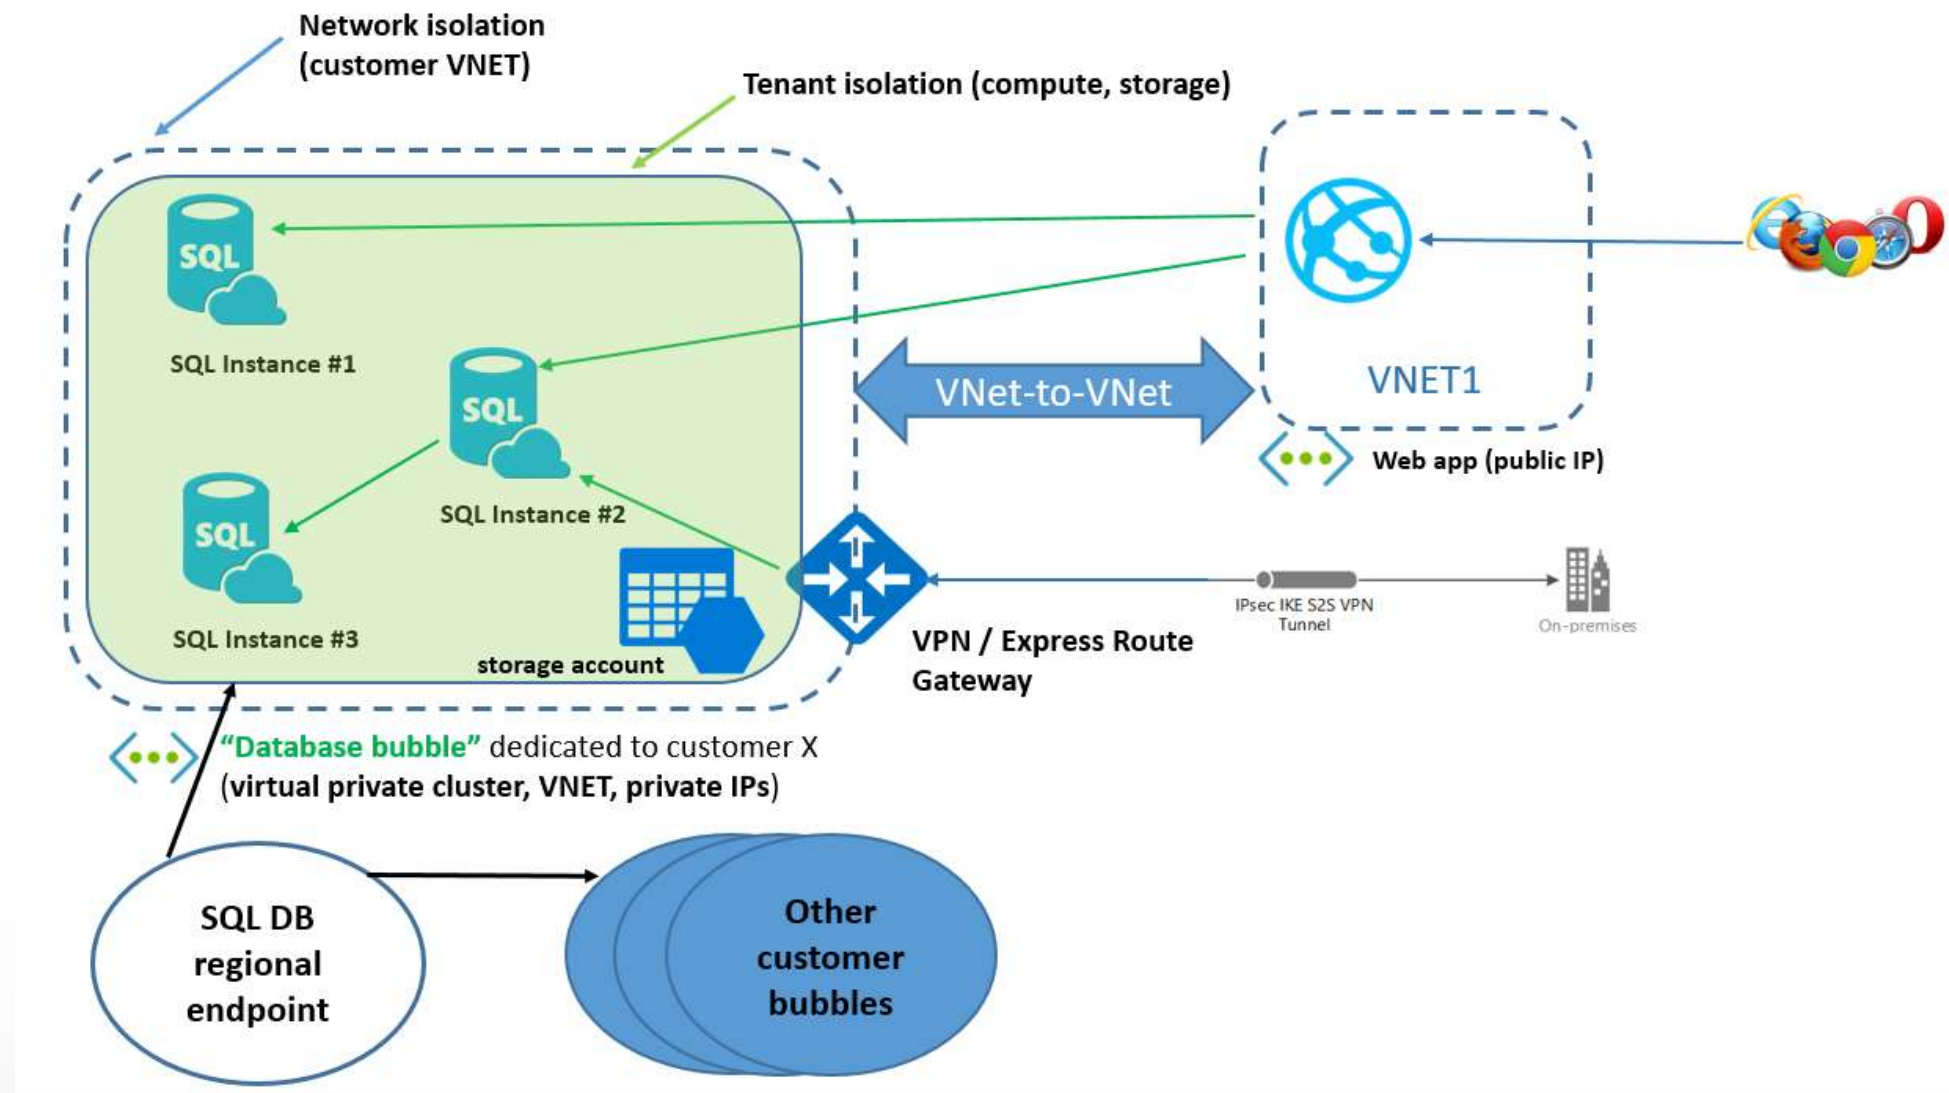 Network isolation
(customer VNET)
Tenant isolation (compute, storage)
SQL
SQL Instance #1
SQL
SQL Instance #2
SQL
SQL Instance #3
storage account
VNet-to-VNet
VNET1
Web app (public IP)
IPsec IKE S2S VPN
Tunnel
On-premises
VPN / Express Route
Gateway
“Database bubble” dedicated to customer X
(virtual private cluster, VNET, private IPs)
SQL DB
regional
endpoint
Other
customer
bubbles